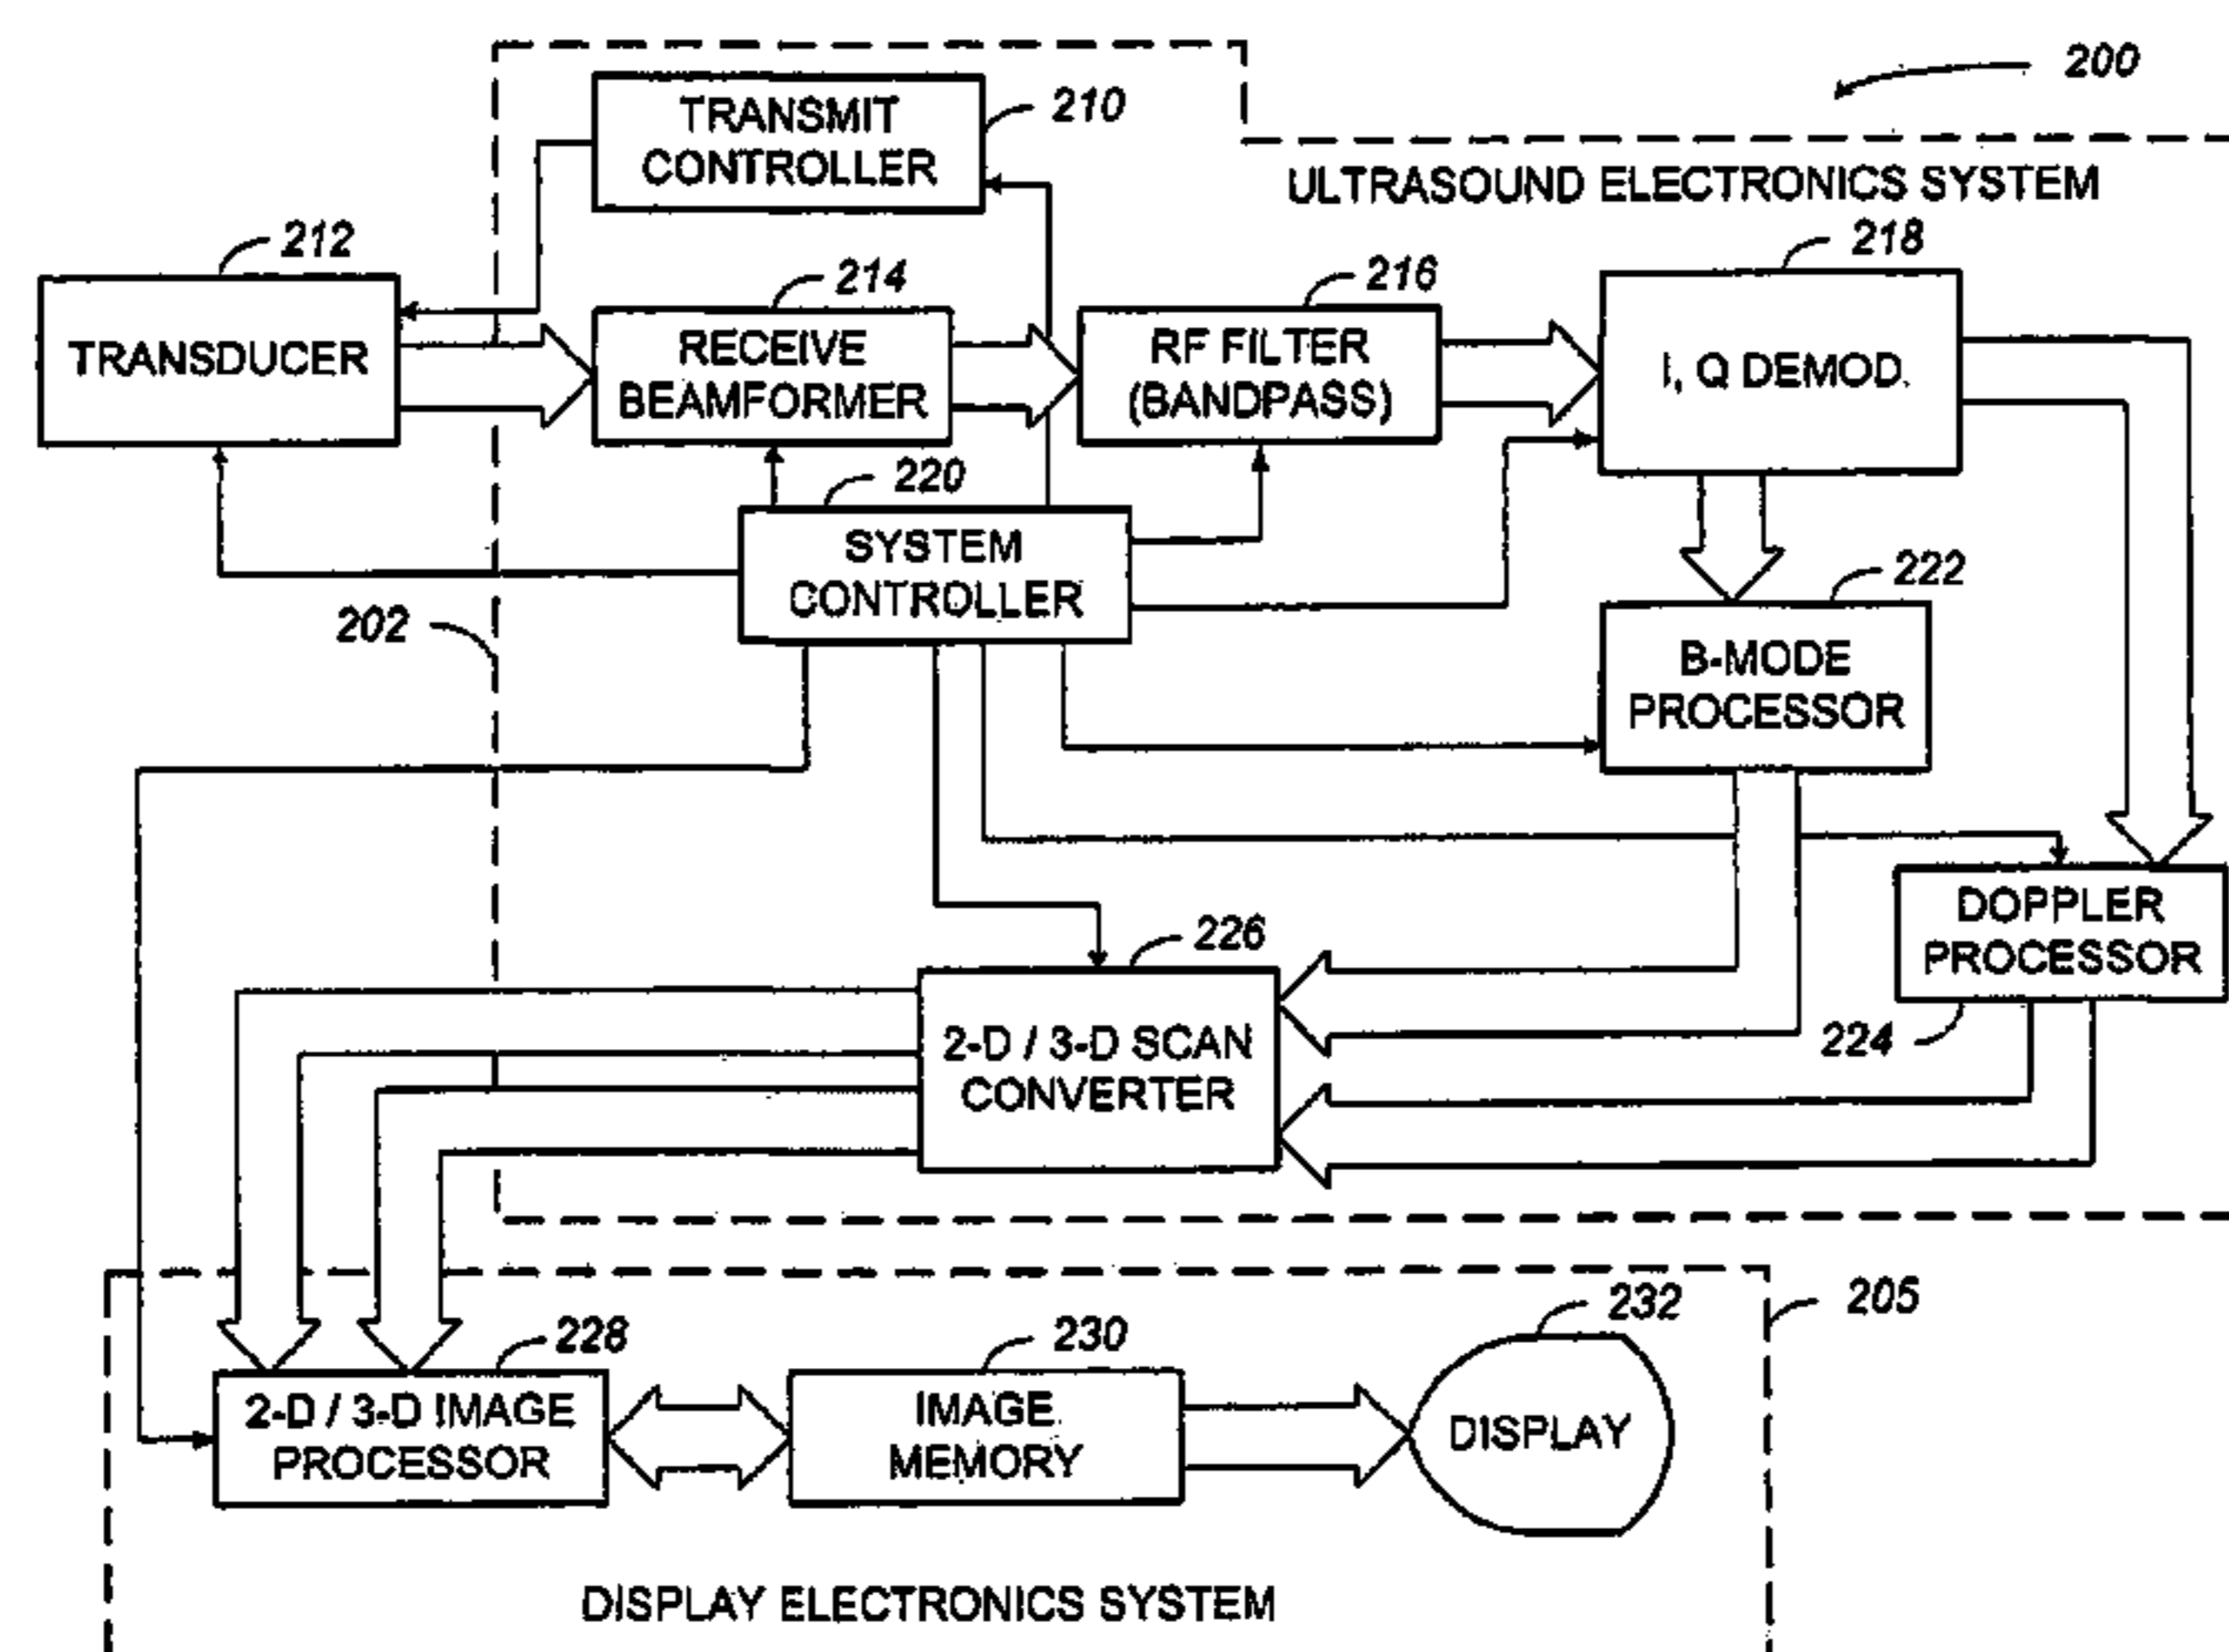 200
TRANSMIT
CONTROLLER
210
ULTRASOUND ELECTRONICS SYSTEM
212
214
216
218
TRANSDUCER
RECEIVE
BEAMFORMER
RF FILTER
(BANDPASS)
I, Q DEMOD.
220
SYSTEM
CONTROLLER
222
202
B-MODE
PROCESSOR
DOPPLER
PROCESSOR
226
2-D / 3-D SCAN
CONVERTER
224
205
228
230
232
2-D / 3-D IMAGE
PROCESSOR
IMAGE
MEMORY
DISPLAY
DISPLAY ELECTRONICS SYSTEM